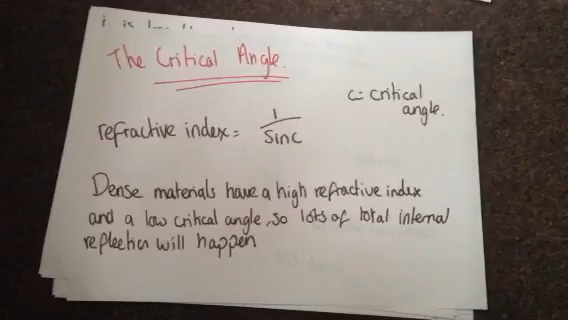 The Critical Angle.
c = critical
angle.
refractive index = 1/sinc
Dense materials have a high refractive index
and a low critical angle, so lots of total internal
reflection will happen